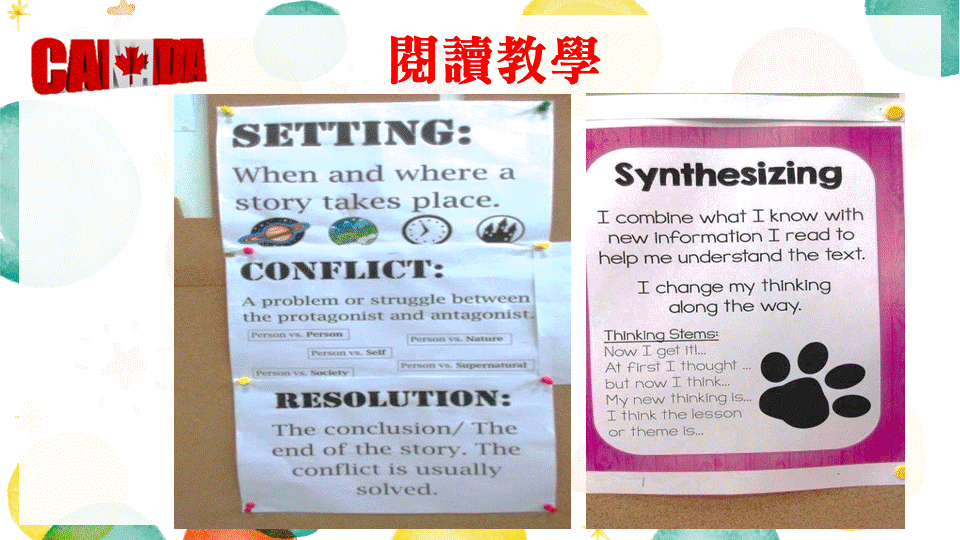 CANADA
閱讀教學
SETTING:
When and where a
story takes place.
CONFLICT:
A problem or struggle between
the protagonist and antagonist.
Person vs. Person
Person vs. Nature
Person vs. Self
Person vs. Supernatural
Person vs. Society
RESOLUTION:
The conclusion/ The
end of the story. The
conflict is usually
solved.
Synthesizing
I combine what I know with
new information I read to
help me understand the text.
I change my thinking
along the way.
Thinking Stems:
Now I get it!...
At first I thought ...
but now I think...
My new thinking is...
I think the lesson
or theme is...